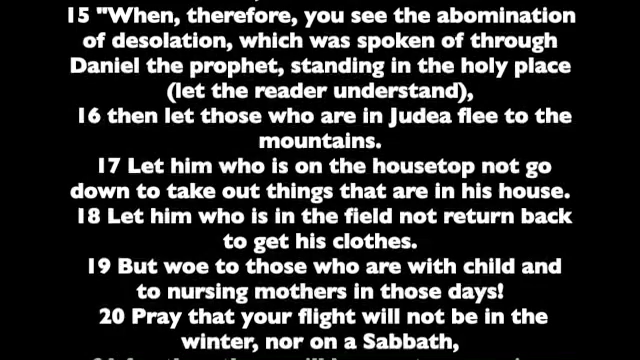 15 "When, therefore, you see the abomination
of desolation, which was spoken of through
Daniel the prophet, standing in the holy place
(let the reader understand),
16 then let those who are in Judea flee to the
mountains.
17 Let him who is on the housetop not go
down to take out things that are in his house.
18 Let him who is in the field not return back
to get his clothes.
19 But woe to those who are with child and
to nursing mothers in those days!
20 Pray that your flight will not be in the
winter, nor on a Sabbath,